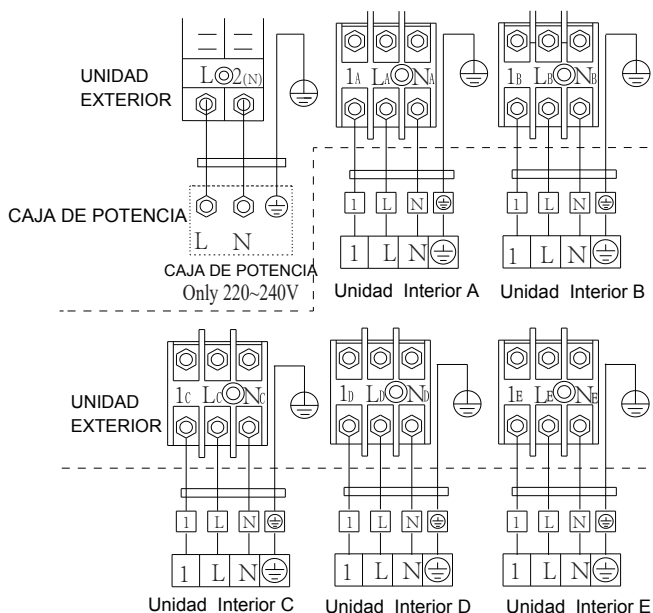 UNIDAD
EXTERIOR
L 2(N)
1A LA NA
1B LB NB
CAJA DE POTENCIA
L N
CAJA DE POTENCIA
Only 220~240V
1 L N
1 L N
Unidad Interior A
1 L N
1 L N
Unidad Interior B
UNIDAD
EXTERIOR
1C LC NC
1D LD ND
1E LE NE
1 L N
1 L N
Unidad Interior C
1 L N
1 L N
Unidad Interior D
1 L N
1 L N
Unidad Interior E